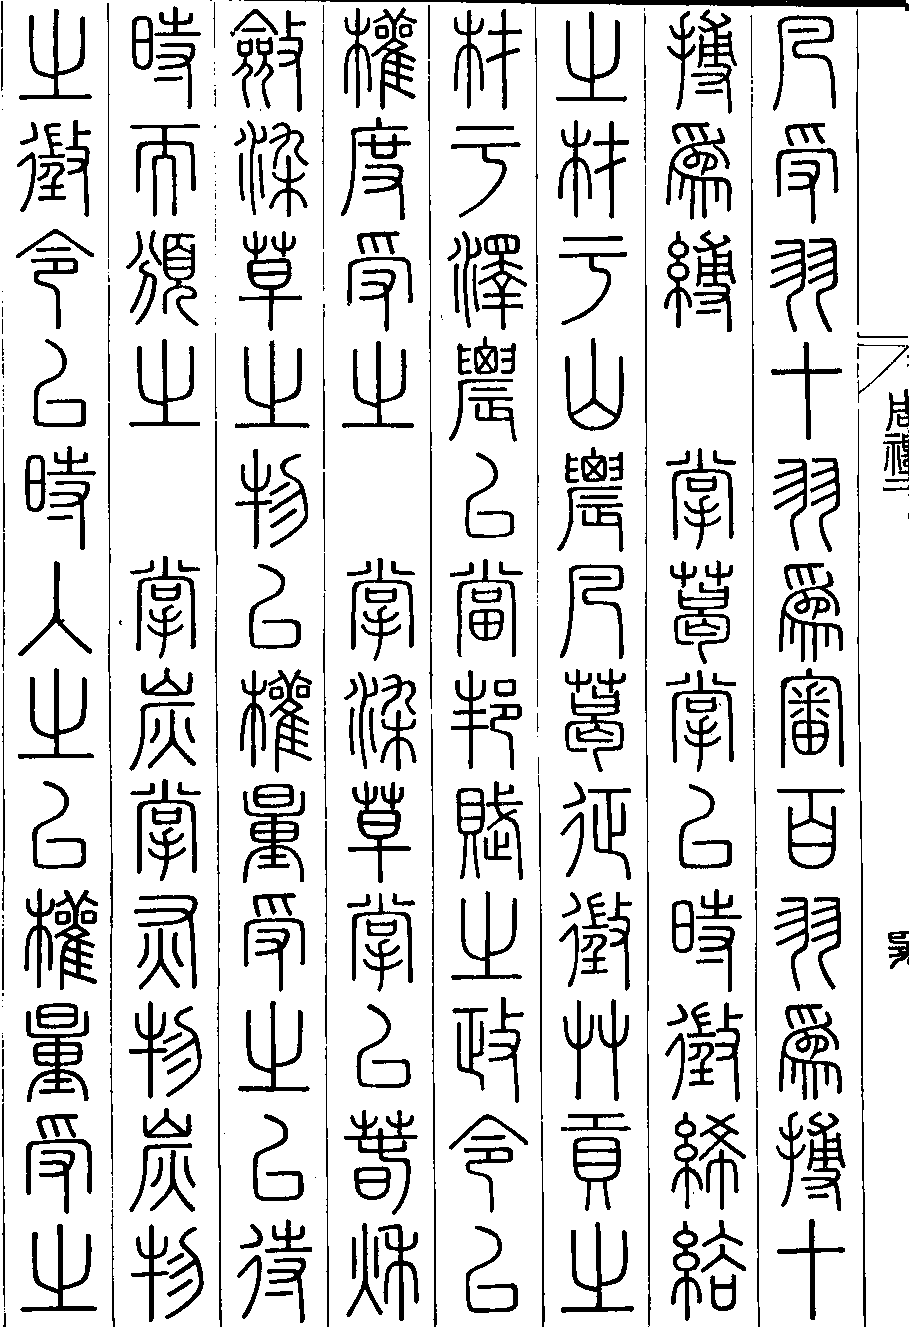 凡受羽十羽爲審百羽爲摶十
摶爲縳 掌葛掌以時徵絺綌
之材于山農凡葛征徵艸貢之
材于澤農以當邦賦之政令以
權度受之 掌染草掌以春秋
斂染草之物以權量受之以待
時而頒之 掌炭掌灰物炭物
之徵令以時入之以權量受之